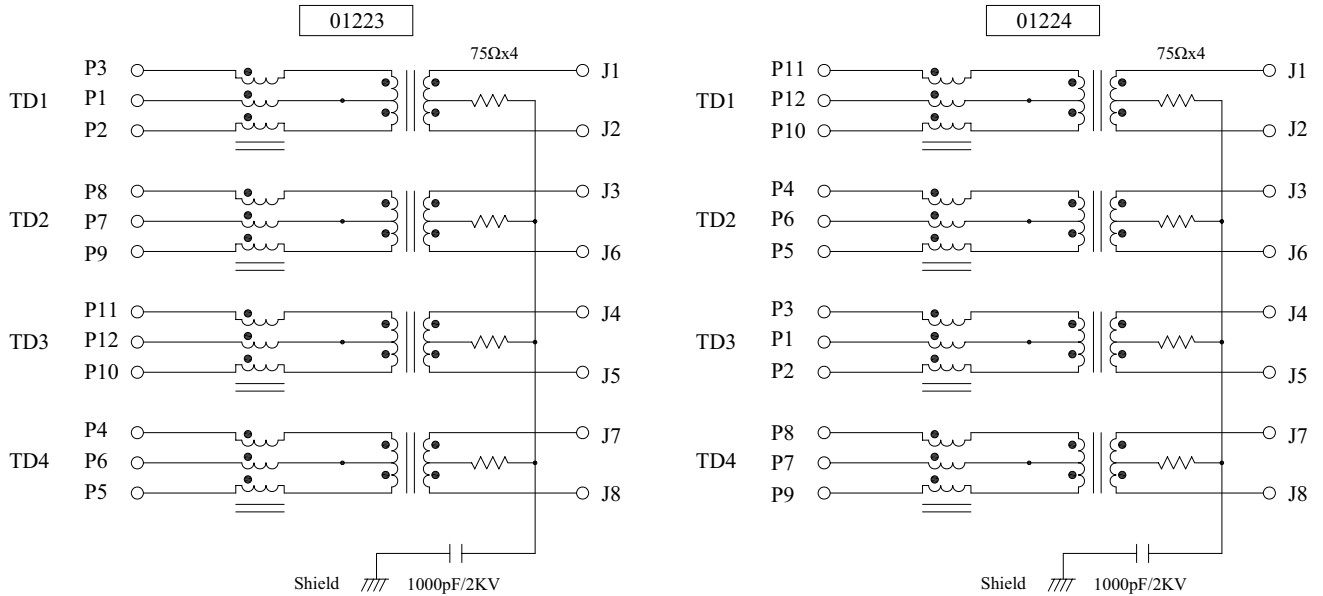 01223
75Ωx4
P3
J1
TD1
P1
P2
J2
P8
J3
TD2
P7
P9
J6
P11
J4
TD3
P12
P10
J5
P4
J7
TD4
P6
P5
J8
Shield
1000pF/2KV
01224
75Ωx4
P11
J1
TD1
P12
P10
J2
P4
J3
TD2
P6
P5
J6
P3
J4
TD3
P1
P2
J5
P8
J7
TD4
P7
P9
J8
Shield
1000pF/2KV